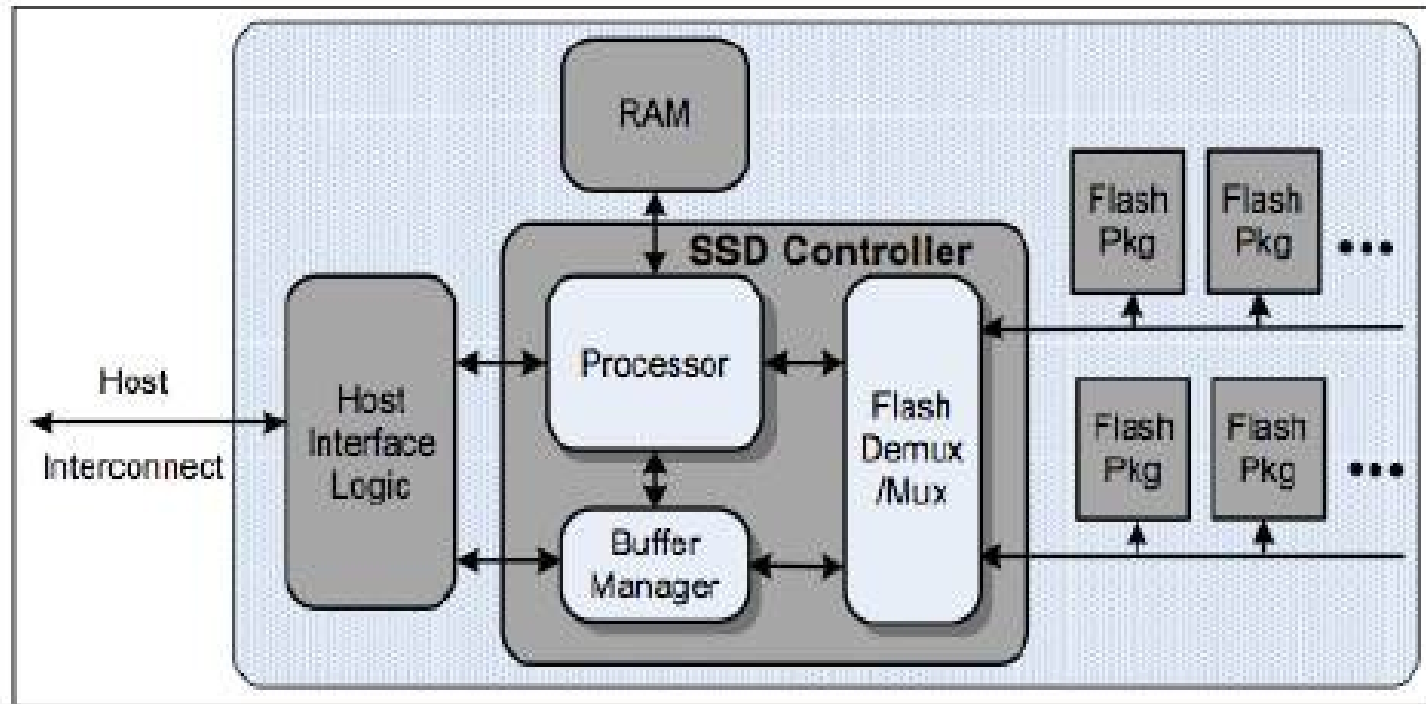 RAM
SSD Controller
Flash
Pkg
Flash
Pkg
Processor
Host
Interconnect
Host
Interface
Logic
Flash
Demux
/Mux
Buffer
Manager
Flash
Pkg
Flash
Pkg